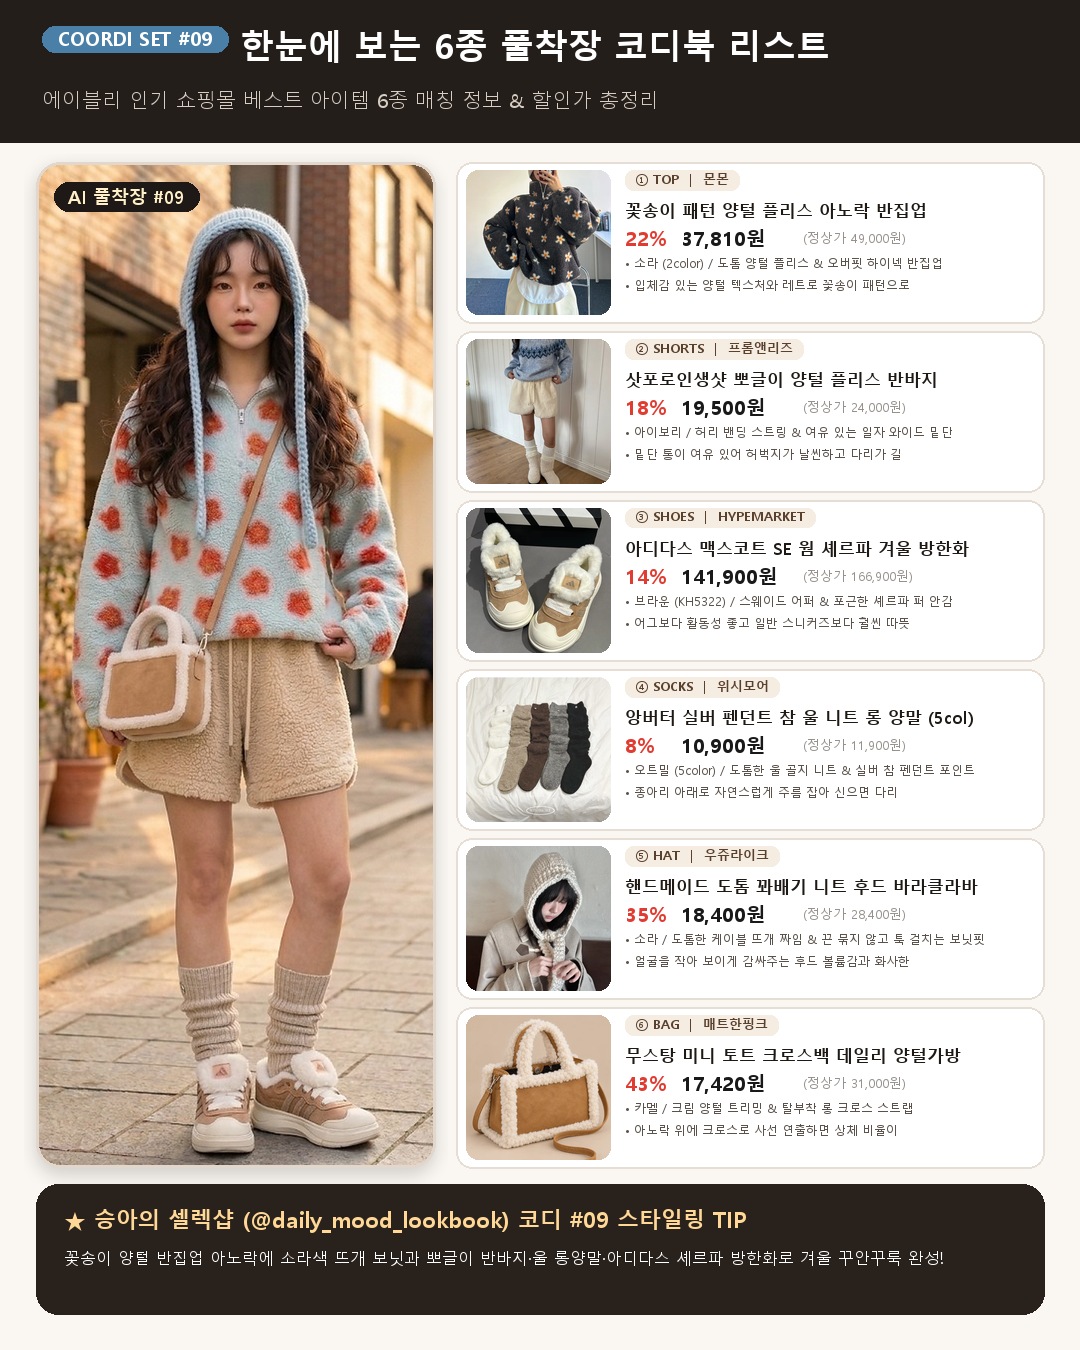 COORDI SET #09 한눈에 보는 6종 풀착장 코디북 리스트
에이블리 인기 쇼핑몰 베스트 아이템 6종 매칭 정보 & 할인가 총정리
AI 풀착장 #09
① TOP | 몬몬
꽃송이 패턴 양털 플리스 아노락 반집업
22% 37,810원 (정상가 49,000원)
• 소라 (2color) / 도톰 양털 플리스 & 오버핏 하이넥 반집업
• 입체감 있는 양털 텍스처와 레트로 꽃송이 패턴으로
② SHORTS | 프롬앤리즈
삿포로인생샷 뽀글이 양털 플리스 반바지
18% 19,500원 (정상가 24,000원)
• 아이보리 / 허리 밴딩 스트링 & 여유 있는 일자 와이드 밑단
• 밑단 통이 여유 있어 허벅지가 날씬하고 다리가 길
③ SHOES | HYPEMARKET
아디다스 맥스코트 SE 웜 셰르파 겨울 방한화
14% 141,900원 (정상가 166,900원)
• 브라운 (KH5322) / 스웨이드 어퍼 & 포근한 셰르파 퍼 안감
• 어그보다 활동성 좋고 일반 스니커즈보다 훨씬 따뜻
④ SOCKS | 위시모어
앙버터 실버 펜던트 참 울 니트 롱 양말 (5col)
8% 10,900원 (정상가 11,900원)
• 오트밀 (5color) / 도톰한 울 골지 니트 & 실버 참 펜던트 포인트
• 종아리 아래로 자연스럽게 주름 잡아 신으면 다리
⑤ HAT | 우쥬라이크
핸드메이드 도톰 꽈배기 니트 후드 바라클라바
35% 18,400원 (정상가 28,400원)
• 소라 / 도톰한 케이블 뜨개 짜임 & 끈 묶지 않고 툭 걸치는 보닛핏
• 얼굴을 작아 보이게 감싸주는 후드 볼륨감과 화사한
⑥ BAG | 매트한핑크
무스탕 미니 토트 크로스백 데일리 양털가방
43% 17,420원 (정상가 31,000원)
• 카멜 / 크림 양털 트리밍 & 탈부착 롱 크로스 스트랩
• 아노락 위에 크로스로 사선 연출하면 상체 비율이
★ 승아의 셀렉샵 (@daily_mood_lookbook) 코디 #09 스타일링 TIP
꽃송이 양털 반집업 아노락에 소라색 뜨개 보닛과 뽀글이 반바지·울 롱양말·아디다스 셰르파 방한화로 겨울 꾸안꾸룩 완성!